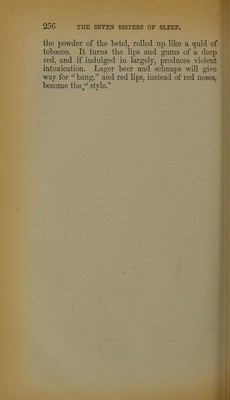 256 THE SEVEN SISTERS OF SLEEP.
the powder of the betel, rolled up like a quid of
tobacco. It turns the lips and gums of a deep
red, and if indulged in largely, produces violent
intoxication. Lager beer and schnaps will give
way for "bang," and red lips, instead of red noses,
become the "style."